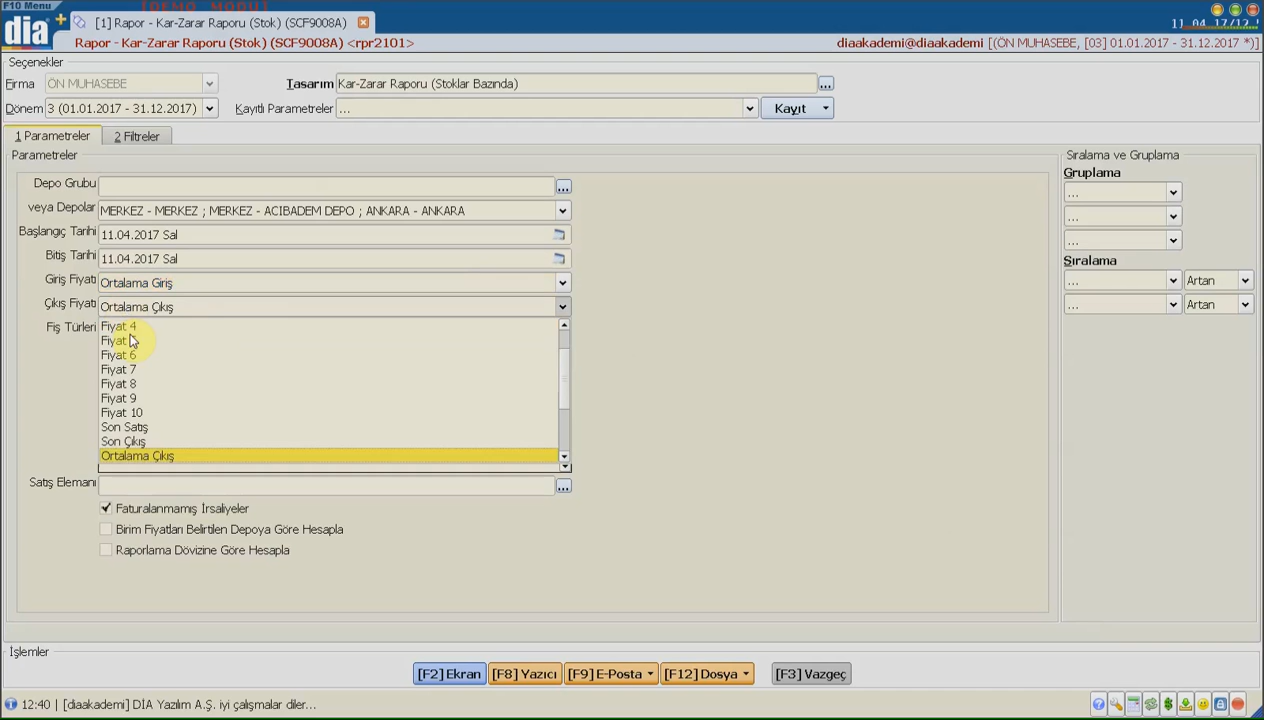 F10 Menu
[DEMO MODU]
dia
[1] Rapor - Kar-Zarar Raporu (Stok) (SCF9008A)
Rapor - Kar-Zarar Raporu (Stok) (SCF9008A) <rpr2101>
diaakademi@diaakademi [(ÖN MUHASEBE, [03] 01.01.2017 - 31.12.2017 *)]
Seçenekler
Firma ÖN MUHASEBE
Tasarım Kar-Zarar Raporu (Stoklar Bazında) ...
Dönem 3 (01.01.2017 - 31.12.2017)
Kayıtlı Parametreler ...
Kayıt
1 Parametreler
2 Filtreler
Parametreler
Depo Grubu ...
veya Depolar MERKEZ - MERKEZ ; MERKEZ - ACIBADEM DEPO ; ANKARA - ANKARA
Başlangıç Tarihi 11.04.2017 Sal
Bitiş Tarihi 11.04.2017 Sal
Giriş Fiyatı Ortalama Giriş
Çıkış Fiyatı Ortalama Çıkış
Fiş Türleri
Fiyat 4
Fiyat
Fiyat 6
Fiyat 7
Fiyat 8
Fiyat 9
Fiyat 10
Son Satış
Son Çıkış
Ortalama Çıkış
Satış Elemanı ...
Faturalanmamış İrsaliyeler
Birim Fiyatları Belirtilen Depoya Göre Hesapla
Raporlama Dövizine Göre Hesapla
Sıralama ve Gruplama
Gruplama
...
...
...
Sıralama
... Artan
... Artan
İşlemler
[F2] Ekran
[F8] Yazıcı
[F9] E-Posta
[F12] Dosya
[F3] Vazgeç
12:40 | [diaakademi] DİA Yazılım A.Ş. iyi çalışmalar diler...